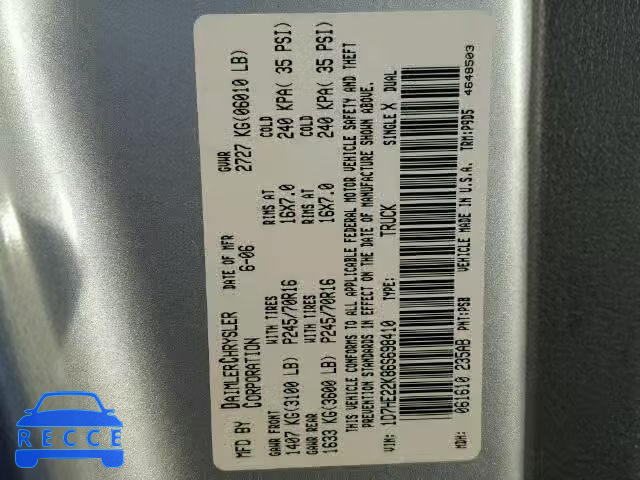 MFD BY DAIMLERCHRYSLER CORPORATION
DATE OF MFR 6-06
GVWR 2727 KG(06010 LB)
GAWR FRONT WITH TIRES RIMS AT COLD
1407 KG(3100 LB) P245/70R16 16X7.0 240 KPA( 35 PSI)
GAWR REAR WITH TIRES RIMS AT COLD
1633 KG(3600 LB) P245/70R16 16X7.0 240 KPA( 35 PSI)
THIS VEHICLE CONFORMS TO ALL APPLICABLE FEDERAL MOTOR VEHICLE SAFETY AND THEFT
PREVENTION STANDARDS IN EFFECT ON THE DATE OF MANUFACTURE SHOWN ABOVE.
VIN: 1D7HE22K86S698410 TYPE: TRUCK SINGLE X DUAL
MDH: 061610 235AB PNT:PSB VEHICLE MADE IN U.S.A. TRM:P9D5
4648503
RECCE